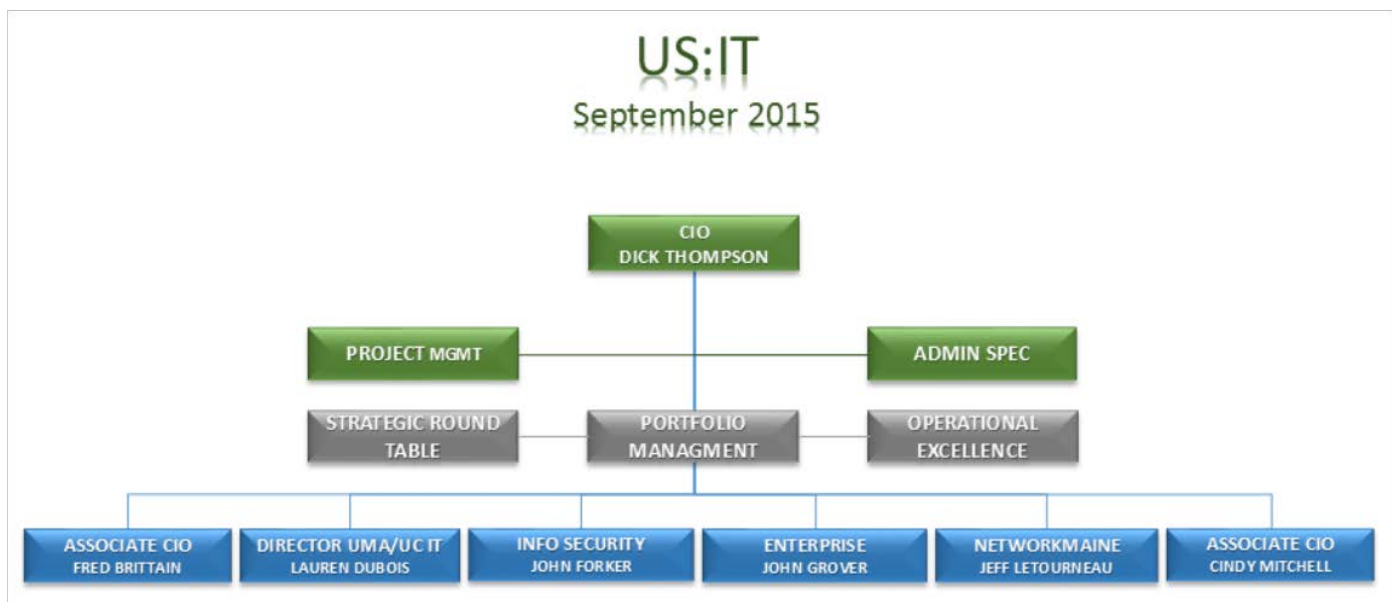 US:IT
September 2015
CIO
DICK THOMPSON
PROJECT MGMT
ADMIN SPEC
STRATEGIC ROUND
TABLE
PORTFOLIO
MANAGMENT
OPERATIONAL
EXCELLENCE
ASSOCIATE CIO
FRED BRITTAIN
DIRECTOR UMA/UC IT
LAUREN DUBOIS
INFO SECURITY
JOHN FORKER
ENTERPRISE
JOHN GROVER
NETWORKMAINE
JEFF LETOURNEAU
ASSOCIATE CIO
CINDY MITCHELL